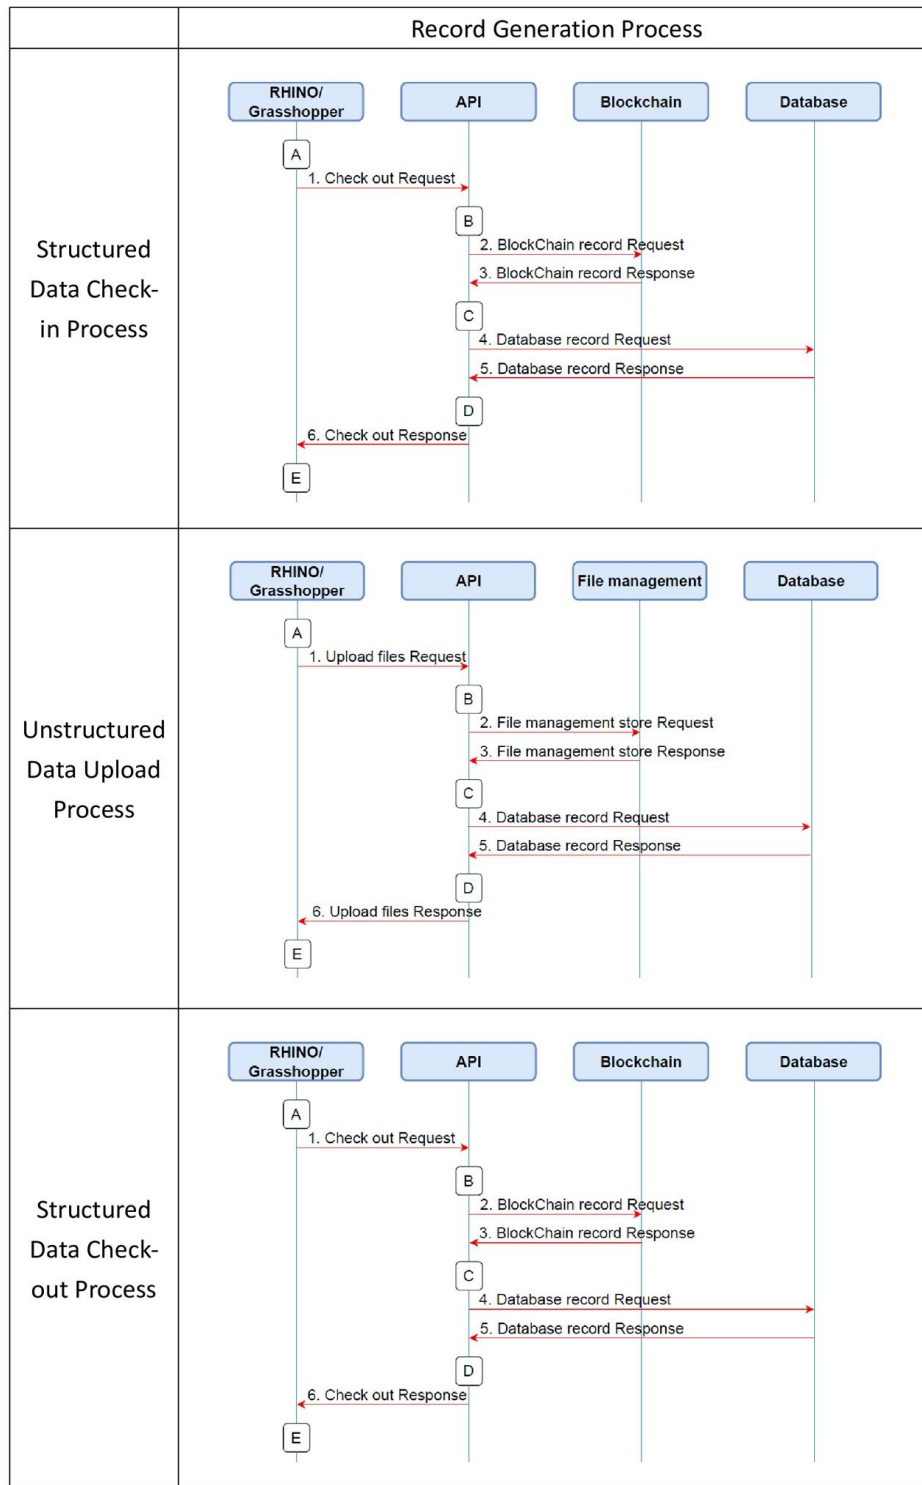 Record Generation Process
Structured
Data Check-
in Process
RHINO/
Grasshopper
API
Blockchain
Database
A
1. Check out Request
B
2. BlockChain record Request
3. BlockChain record Response
C
4. Database record Request
5. Database record Response
D
6. Check out Response
E
Unstructured
Data Upload
Process
RHINO/
Grasshopper
API
File management
Database
A
1. Upload files Request
B
2. File management store Request
3. File management store Response
C
4. Database record Request
5. Database record Response
D
6. Upload files Response
E
Structured
Data Check-
out Process
RHINO/
Grasshopper
API
Blockchain
Database
A
1. Check out Request
B
2. BlockChain record Request
3. BlockChain record Response
C
4. Database record Request
5. Database record Response
D
6. Check out Response
E